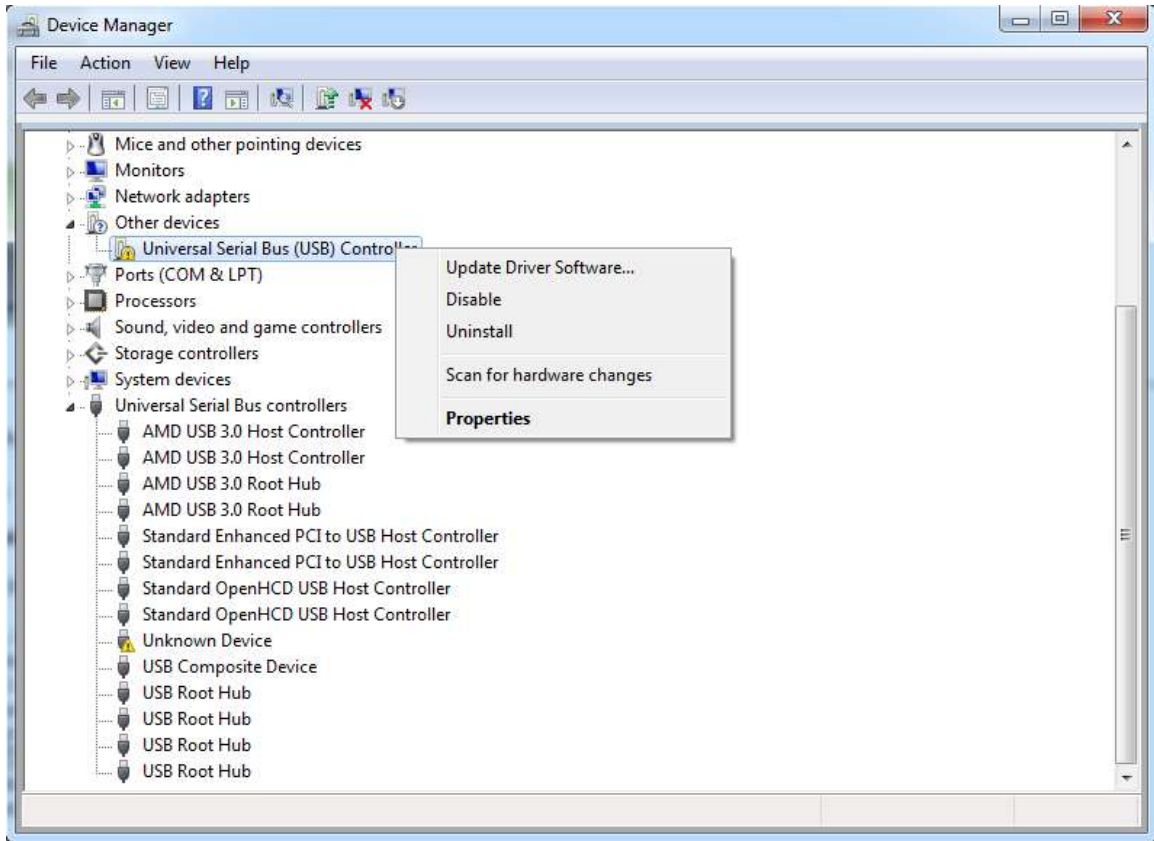 Device Manager
File Action View Help
Mice and other pointing devices
Monitors
Network adapters
Other devices
Universal Serial Bus (USB) Controller
Update Driver Software...
Disable
Uninstall
Scan for hardware changes
Properties
Ports (COM & LPT)
Processors
Sound, video and game controllers
Storage controllers
System devices
Universal Serial Bus controllers
AMD USB 3.0 Host Controller
AMD USB 3.0 Host Controller
AMD USB 3.0 Root Hub
AMD USB 3.0 Root Hub
Standard Enhanced PCI to USB Host Controller
Standard Enhanced PCI to USB Host Controller
Standard OpenHCD USB Host Controller
Standard OpenHCD USB Host Controller
Unknown Device
USB Composite Device
USB Root Hub
USB Root Hub
USB Root Hub
USB Root Hub